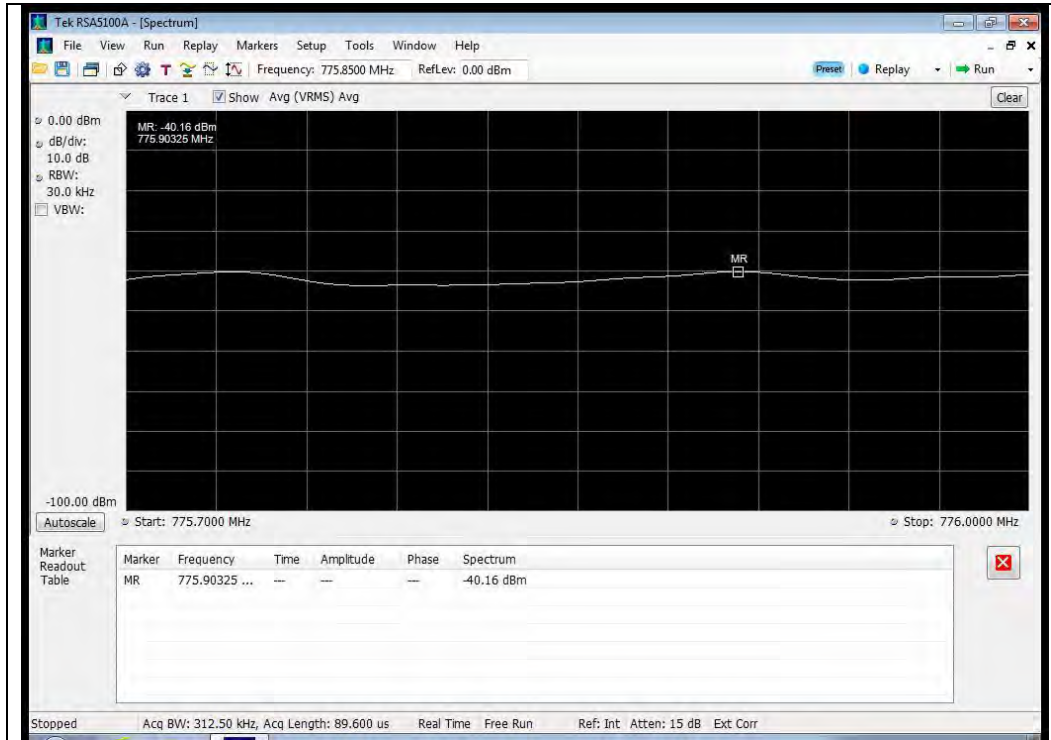 Tek RSA5100A - [Spectrum]
File View Run Replay Markers Setup Tools Window Help
T Frequency: 775.8500 MHz RefLev: 0.00 dBm Preset Replay Run
Trace 1 Show Avg (VRMS) Avg Clear
0.00 dBm
dB/div:
10.0 dB
RBW:
30.0 kHz
VBW:
MR: -40.16 dBm
775.90325 MHz
MR
-100.00 dBm
Autoscale Start: 775.7000 MHz Stop: 776.0000 MHz
Marker
Readout
Table
Marker Frequency Time Amplitude Phase Spectrum
MR 775.90325 ... --- --- --- -40.16 dBm
Stopped Acq BW: 312.50 kHz, Acq Length: 89.600 us Real Time Free Run Ref: Int Atten: 15 dB Ext Corr